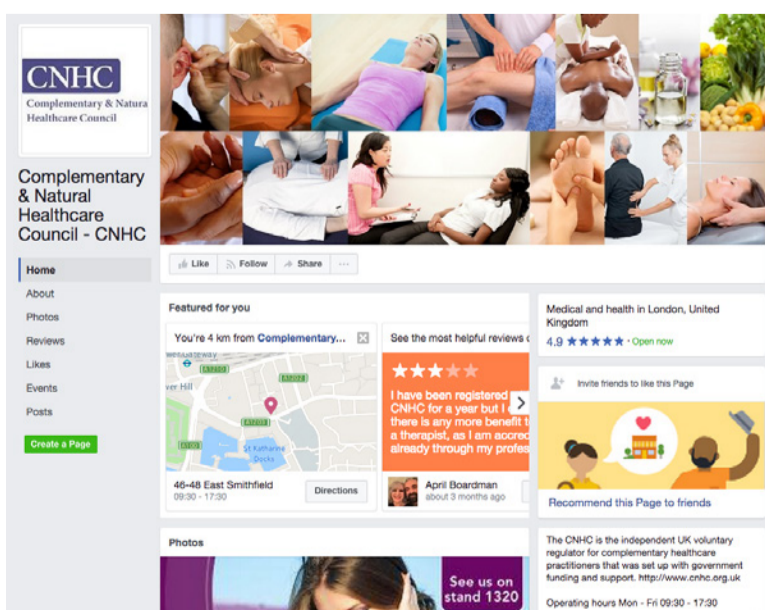 CNHC
Complementary & Natura
Healthcare Council
Complementary
& Natural
Healthcare
Council - CNHC
Home
About
Photos
Reviews
Likes
Events
Posts
Create a Page
Like Follow Share ...
Featured for you
You're 4 km from Complementary...
St Katharine
Docks
46-48 East Smithfield
09:30 - 17:30
Directions
See the most helpful reviews
I have been registered
CNHC for a year but I
there is any more benefit t
a therapist, as I am accred
already through my profes
April Boardman
about 3 months ago
Medical and health in London, United
Kingdom
4.9 ★★★★★ · Open now
Invite friends to like this Page
Recommend this Page to friends
Photos
See us on
stand 1320
The CNHC is the independent UK voluntary
regulator for complementary healthcare
practitioners that was set up with government
funding and support. http://www.cnhc.org.uk
Operating hours Mon - Fri 09:30 - 17:30